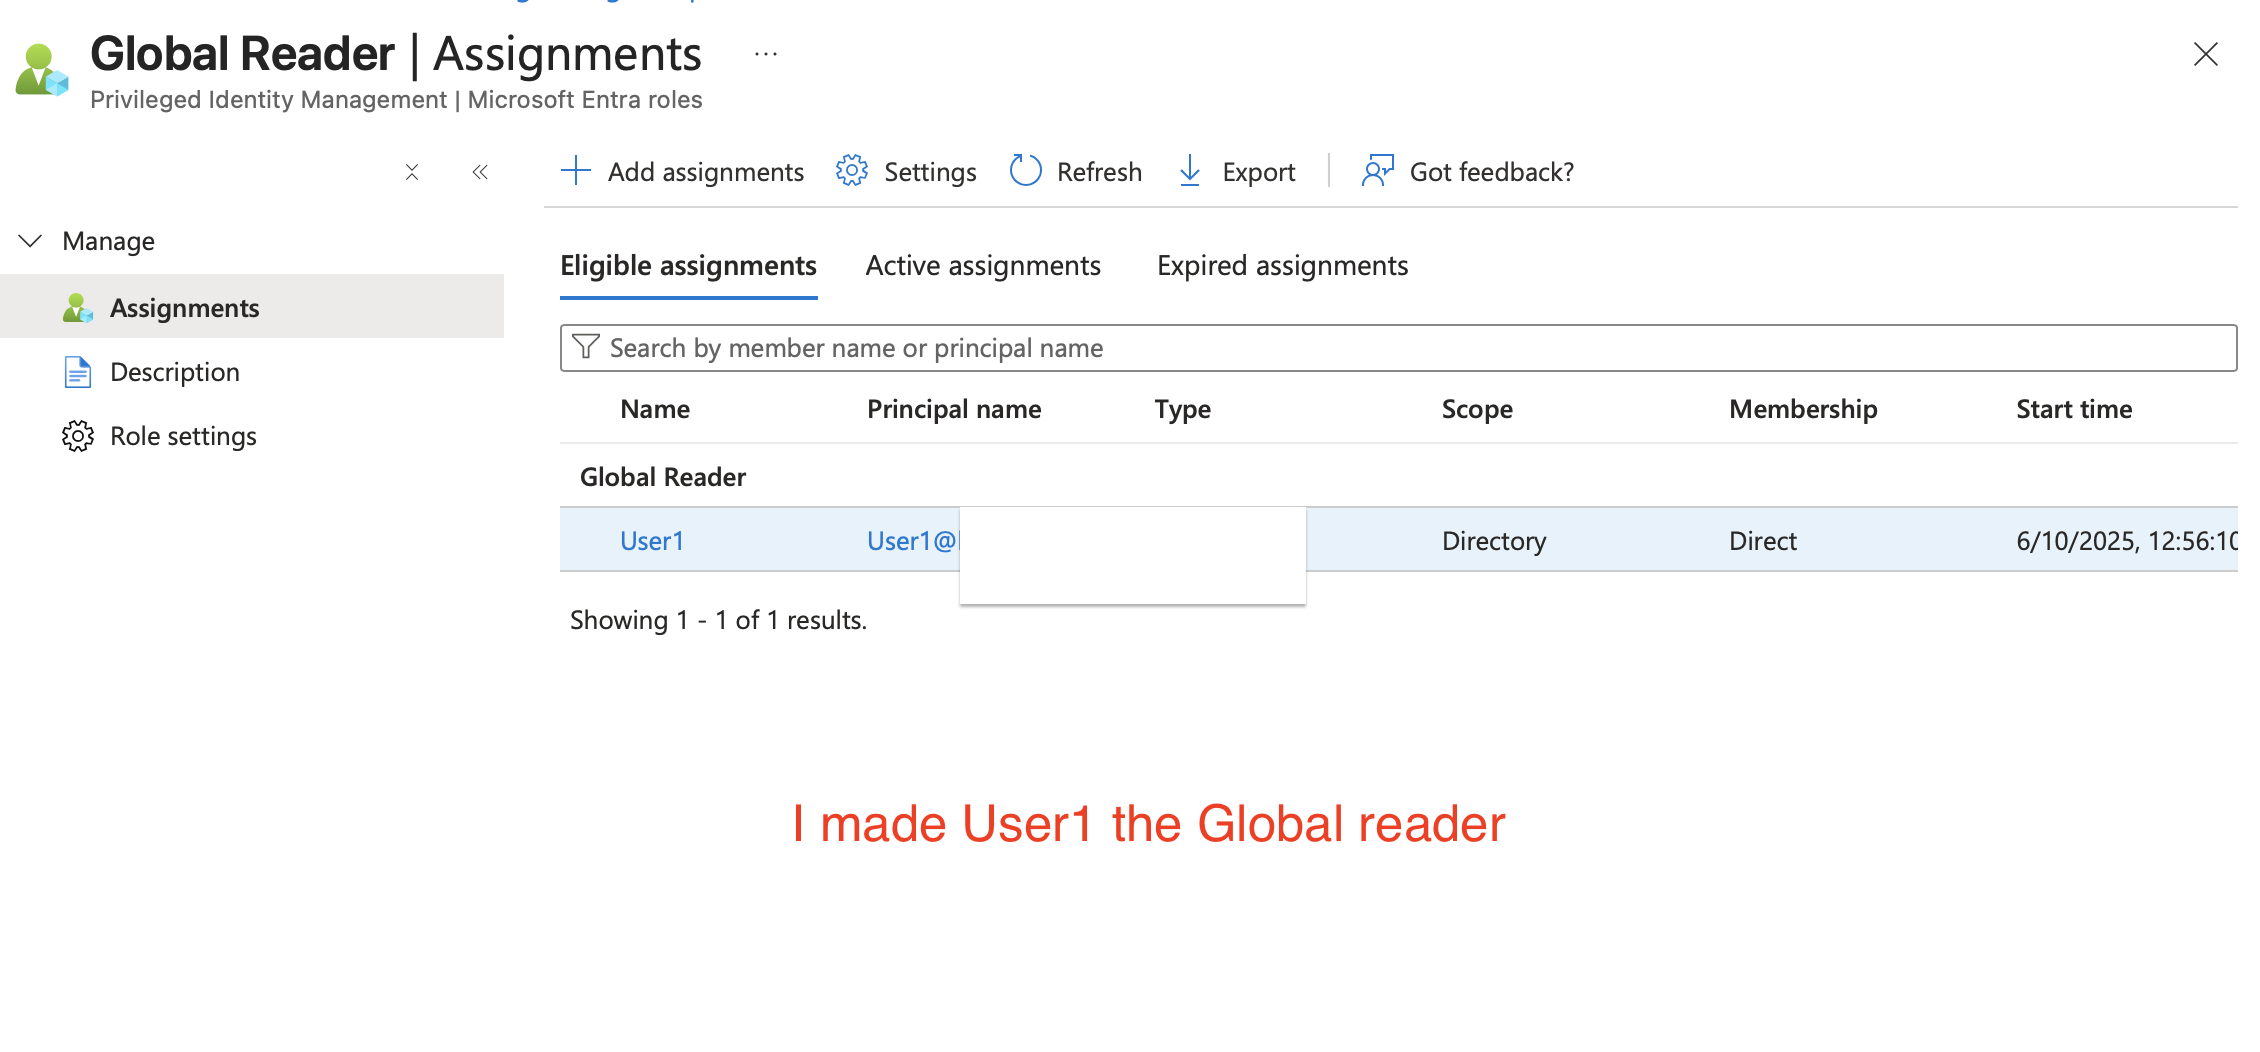 Global Reader | Assignments ...
Privileged Identity Management | Microsoft Entra roles
Add assignments Settings Refresh Export Got feedback?
Manage
Assignments
Description
Role settings
Eligible assignments Active assignments Expired assignments
Search by member name or principal name
Name Principal name Type Scope Membership Start time
Global Reader
User1 User1@ Directory Direct 6/10/2025, 12:56:10
Showing 1 - 1 of 1 results.
I made User1 the Global reader